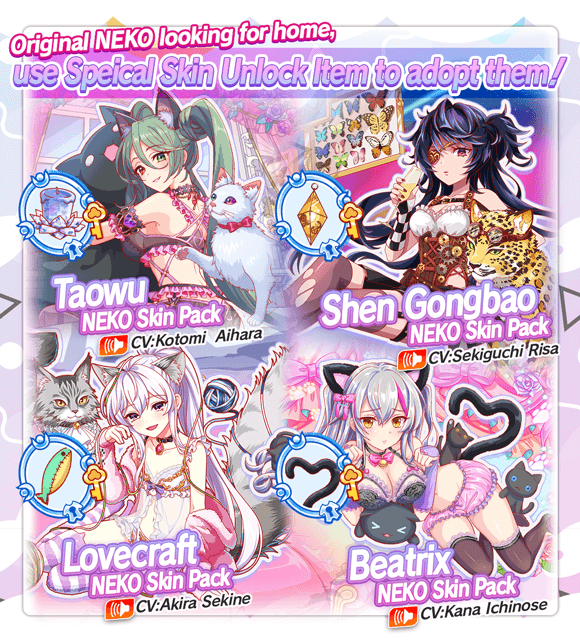 Original NEKO looking for home,
use Speical Skin Unlock Item to adopt them!
Taowu
NEKO Skin Pack
CV:Kotomi Aihara
Shen Gongbao
NEKO Skin Pack
CV:Sekiguchi Risa
Lovecraft
NEKO Skin Pack
CV:Akira Sekine
Beatrix
NEKO Skin Pack
CV:Kana Ichinose